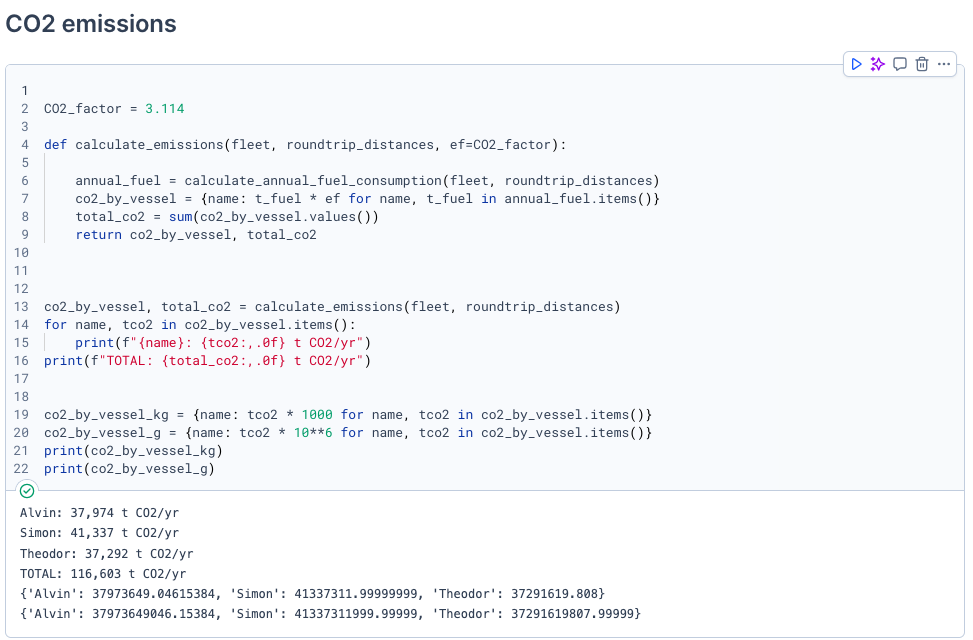 CO2 emissions
1
2 CO2_factor = 3.114
3
4 def calculate_emissions(fleet, roundtrip_distances, ef=CO2_factor):
5
6     annual_fuel = calculate_annual_fuel_consumption(fleet, roundtrip_distances)
7     co2_by_vessel = {name: t_fuel * ef for name, t_fuel in annual_fuel.items()}
8     total_co2 = sum(co2_by_vessel.values())
9     return co2_by_vessel, total_co2
10
11
12
13 co2_by_vessel, total_co2 = calculate_emissions(fleet, roundtrip_distances)
14 for name, tco2 in co2_by_vessel.items():
15     print(f"{name}: {tco2:,.0f} t CO2/yr")
16 print(f"TOTAL: {total_co2:,.0f} t CO2/yr")
17
18
19 co2_by_vessel_kg = {name: tco2 * 1000 for name, tco2 in co2_by_vessel.items()}
20 co2_by_vessel_g = {name: tco2 * 10**6 for name, tco2 in co2_by_vessel.items()}
21 print(co2_by_vessel_kg)
22 print(co2_by_vessel_g)
Alvin: 37,974 t CO2/yr
Simon: 41,337 t CO2/yr
Theodor: 37,292 t CO2/yr
TOTAL: 116,603 t CO2/yr
{'Alvin': 37973649.04615384, 'Simon': 41337311.99999999, 'Theodor': 37291619.808}
{'Alvin': 37973649046.15384, 'Simon': 41337311999.99999, 'Theodor': 37291619807.99999}